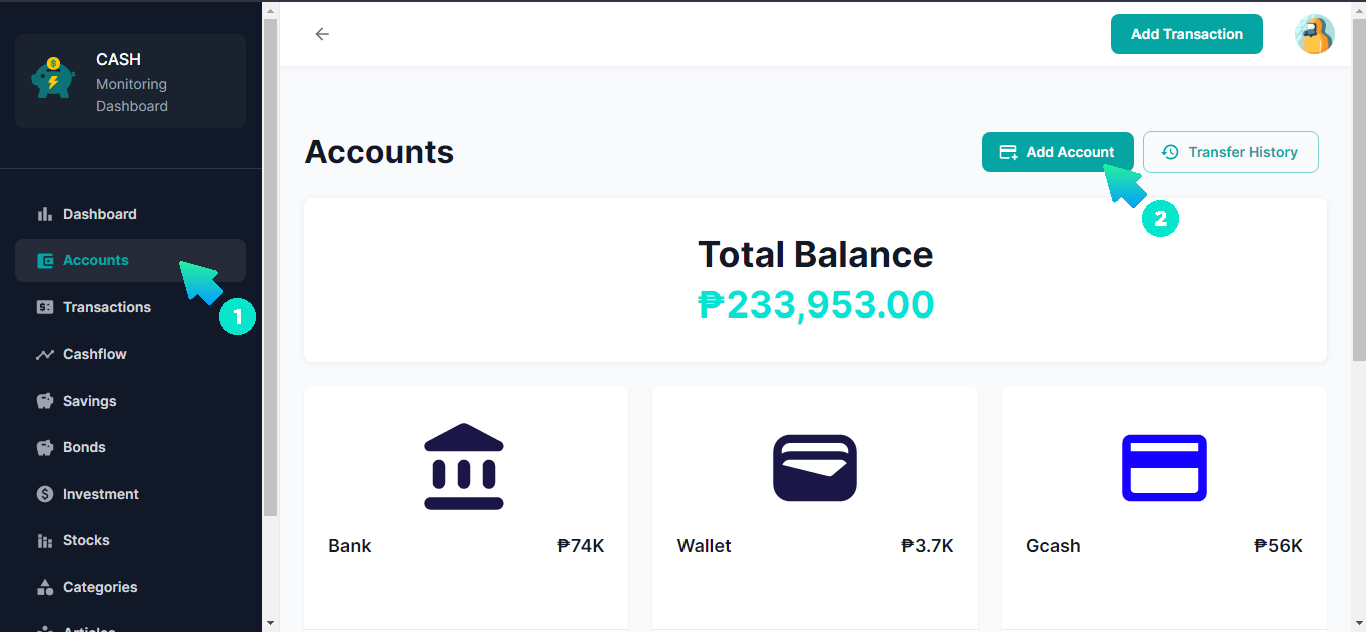 CASH
Monitoring
Dashboard
Dashboard
Accounts
Transactions
Cashflow
Savings
Bonds
Investment
Stocks
Categories
Articles
1
Add Transaction
Accounts
Add Account
Transfer History
2
Total Balance
₱233,953.00
Bank ₱74K
Wallet ₱3.7K
Gcash ₱56K